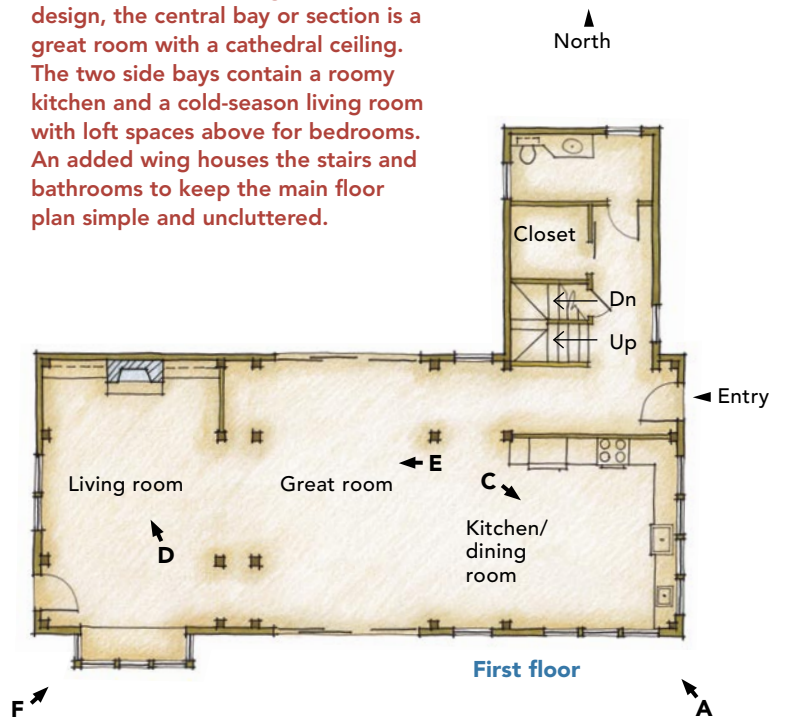 design, the central bay or section is a
great room with a cathedral ceiling.
The two side bays contain a roomy
kitchen and a cold-season living room
with loft spaces above for bedrooms.
An added wing houses the stairs and
bathrooms to keep the main floor
plan simple and uncluttered.
North
Closet
Dn
Up
Entry
E
Living room
Great room
C
Kitchen/
dining
room
D
First floor
F
A